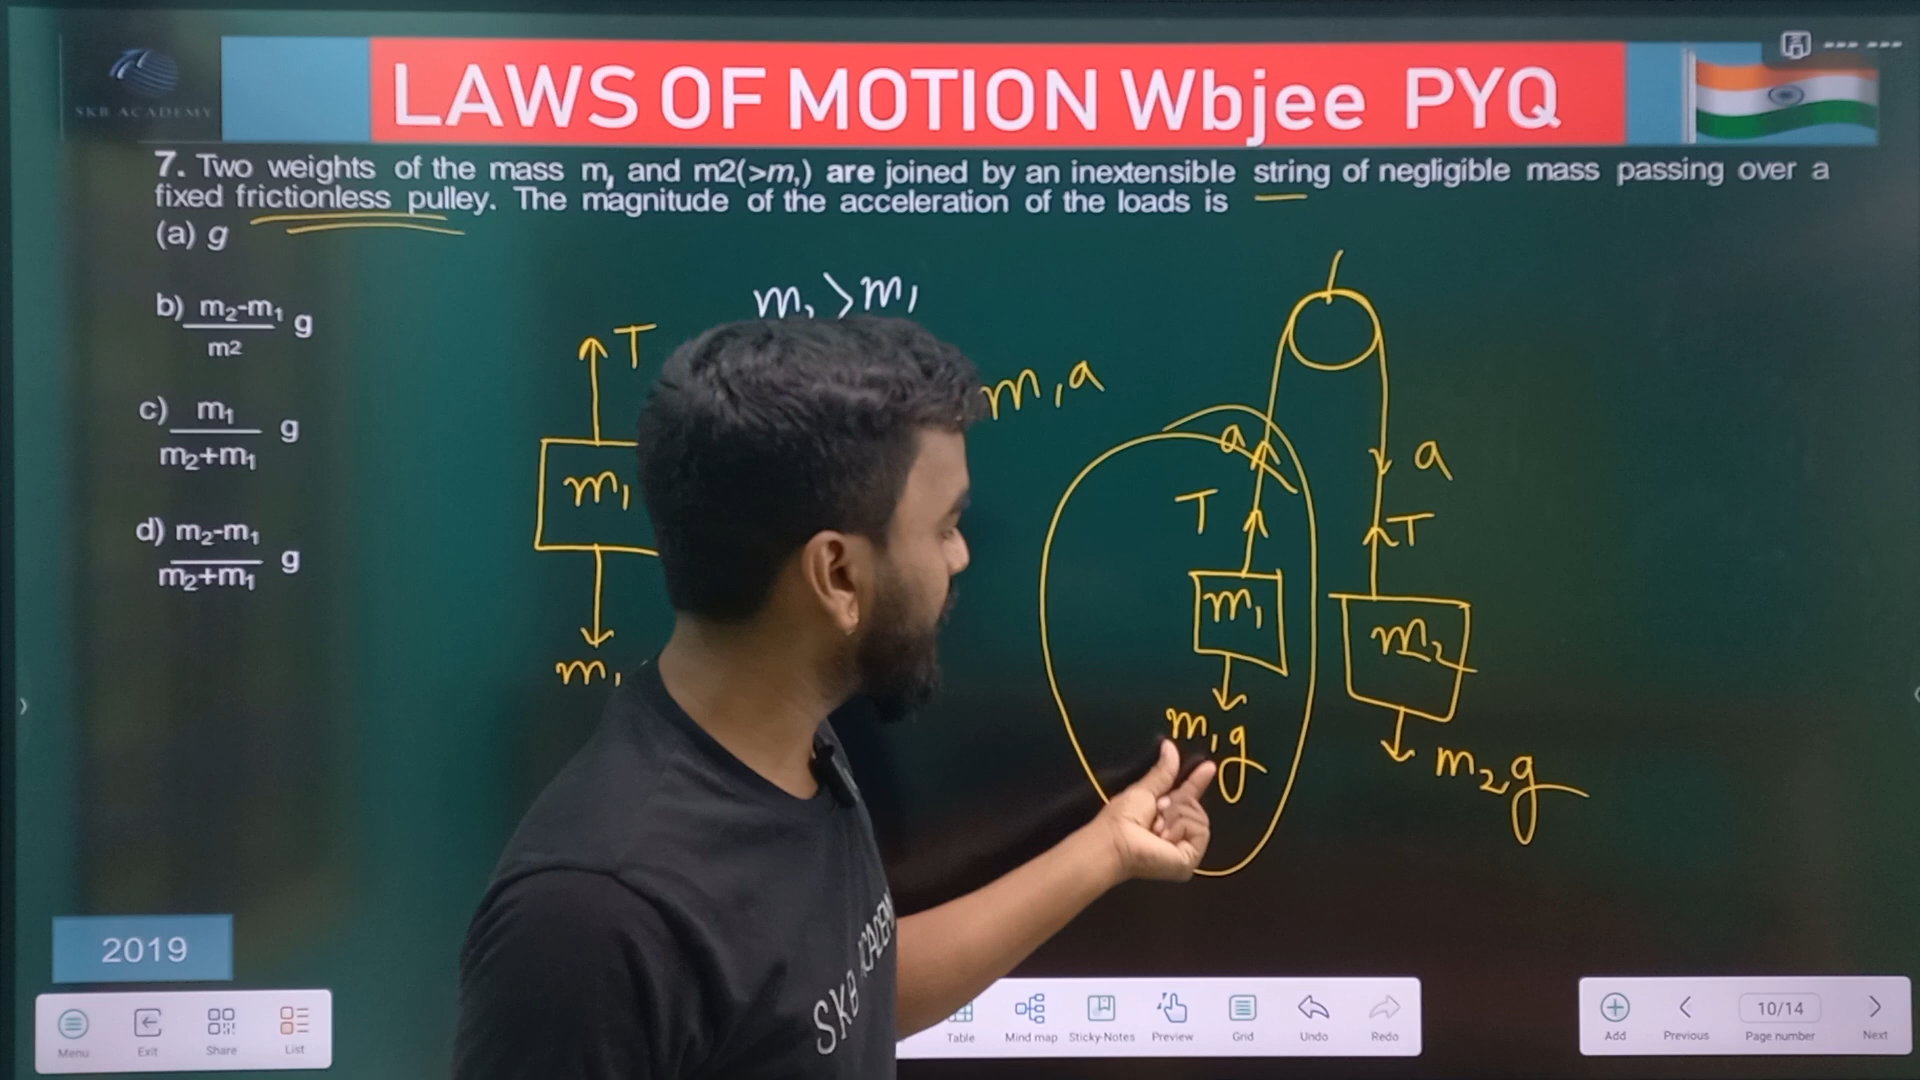 SKB ACADEMY
LAWS OF MOTION Wbjee PYQ
7. Two weights of the mass m₁ and m2(>m₁) are joined by an inextensible string of negligible mass passing over a
fixed frictionless pulley. The magnitude of the acceleration of the loads is
(a) g
b) m₂-m₁ g
m2
c) m₁ g
m₂+m₁
d) m₂-m₁ g
m₂+m₁
m₁ > m₁
T
m₁a
a
a
T
T
m₁
m₁
m₂
m₁
m₁g
m₂g
SKB ACADEMY
2019
Menu
Exit
Share
List
Table
Mind map
Sticky-Notes
Preview
Grid
Undo
Redo
Add
Previous
10/14
Page number
Next